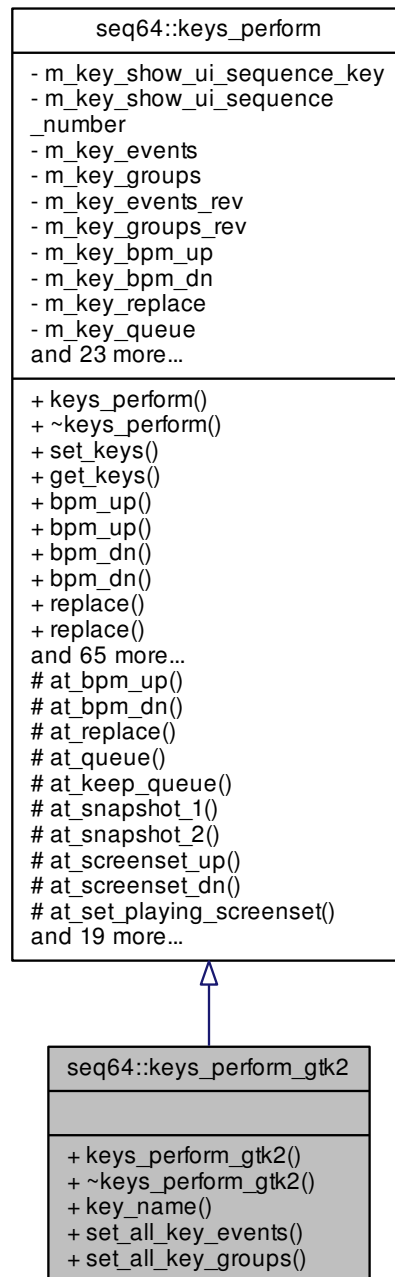 seq64::keys_perform
- m_key_show_ui_sequence_key
- m_key_show_ui_sequence
_number
- m_key_events
- m_key_groups
- m_key_events_rev
- m_key_groups_rev
- m_key_bpm_up
- m_key_bpm_dn
- m_key_replace
- m_key_queue
and 23 more...
+ keys_perform()
+ ~keys_perform()
+ set_keys()
+ get_keys()
+ bpm_up()
+ bpm_up()
+ bpm_dn()
+ bpm_dn()
+ replace()
+ replace()
and 65 more...
# at_bpm_up()
# at_bpm_dn()
# at_replace()
# at_queue()
# at_keep_queue()
# at_snapshot_1()
# at_snapshot_2()
# at_screenset_up()
# at_screenset_dn()
# at_set_playing_screenset()
and 19 more...
seq64::keys_perform_gtk2
+ keys_perform_gtk2()
+ ~keys_perform_gtk2()
+ key_name()
+ set_all_key_events()
+ set_all_key_groups()